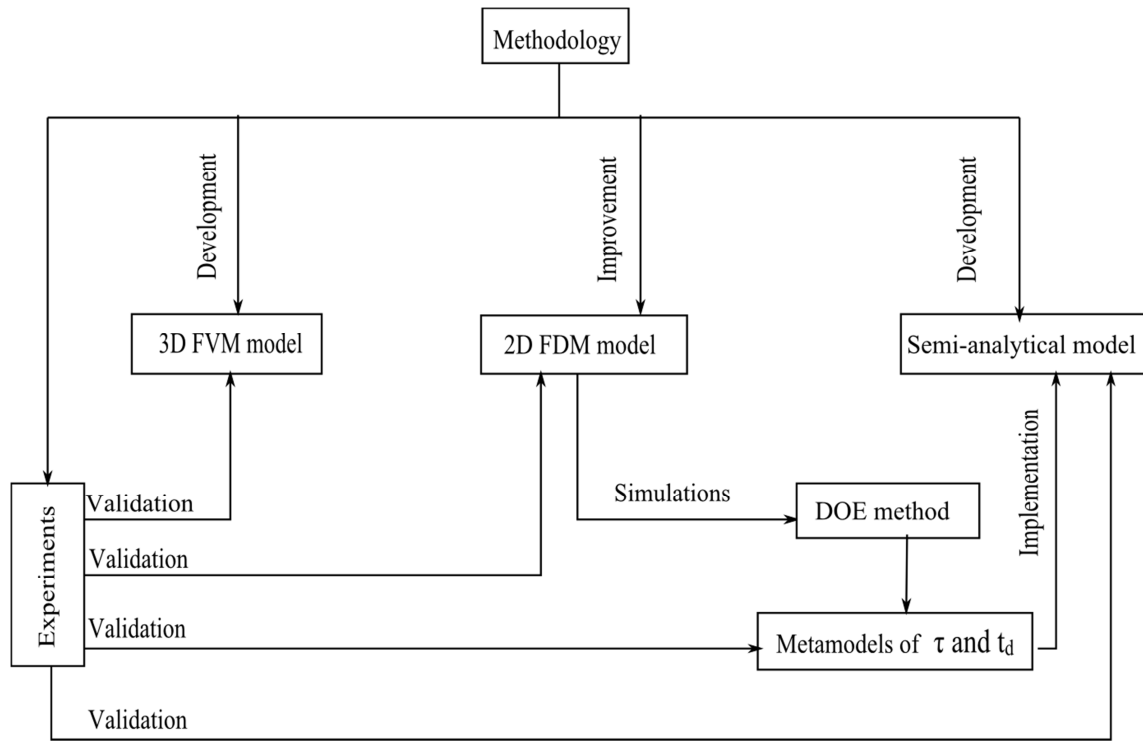 Methodology
Development
Improvement
Development
3D FVM model
2D FDM model
Semi-analytical model
Experiments
Validation
Simulations
DOE method
Implementation
Validation
Validation
Metamodels of τ and t_d
Validation